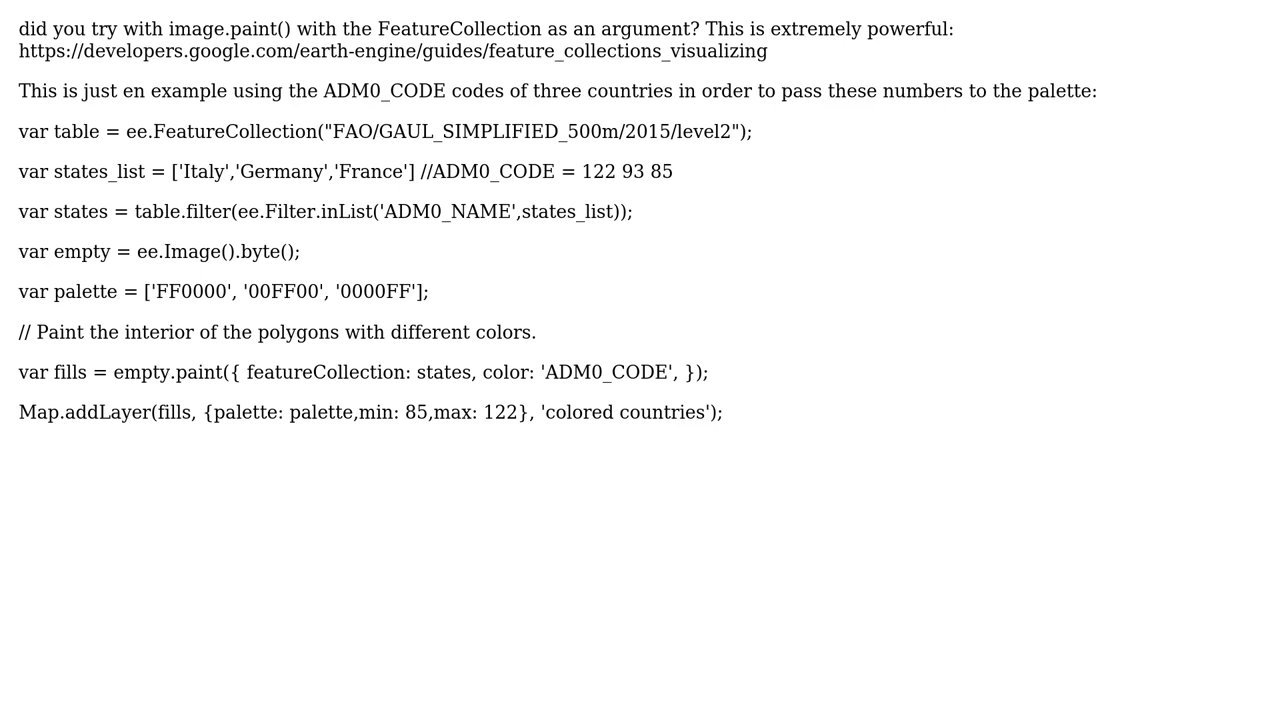 did you try with image.paint() with the FeatureCollection as an argument? This is extremely powerful:
https://developers.google.com/earth-engine/guides/feature_collections_visualizing
This is just en example using the ADM0_CODE codes of three countries in order to pass these numbers to the palette:
var table = ee.FeatureCollection("FAO/GAUL_SIMPLIFIED_500m/2015/level2");
var states_list = ['Italy','Germany','France'] //ADM0_CODE = 122 93 85
var states = table.filter(ee.Filter.inList('ADM0_NAME',states_list));
var empty = ee.Image().byte();
var palette = ['FF0000', '00FF00', '0000FF'];
// Paint the interior of the polygons with different colors.
var fills = empty.paint({ featureCollection: states, color: 'ADM0_CODE', });
Map.addLayer(fills, {palette: palette,min: 85,max: 122}, 'colored countries');